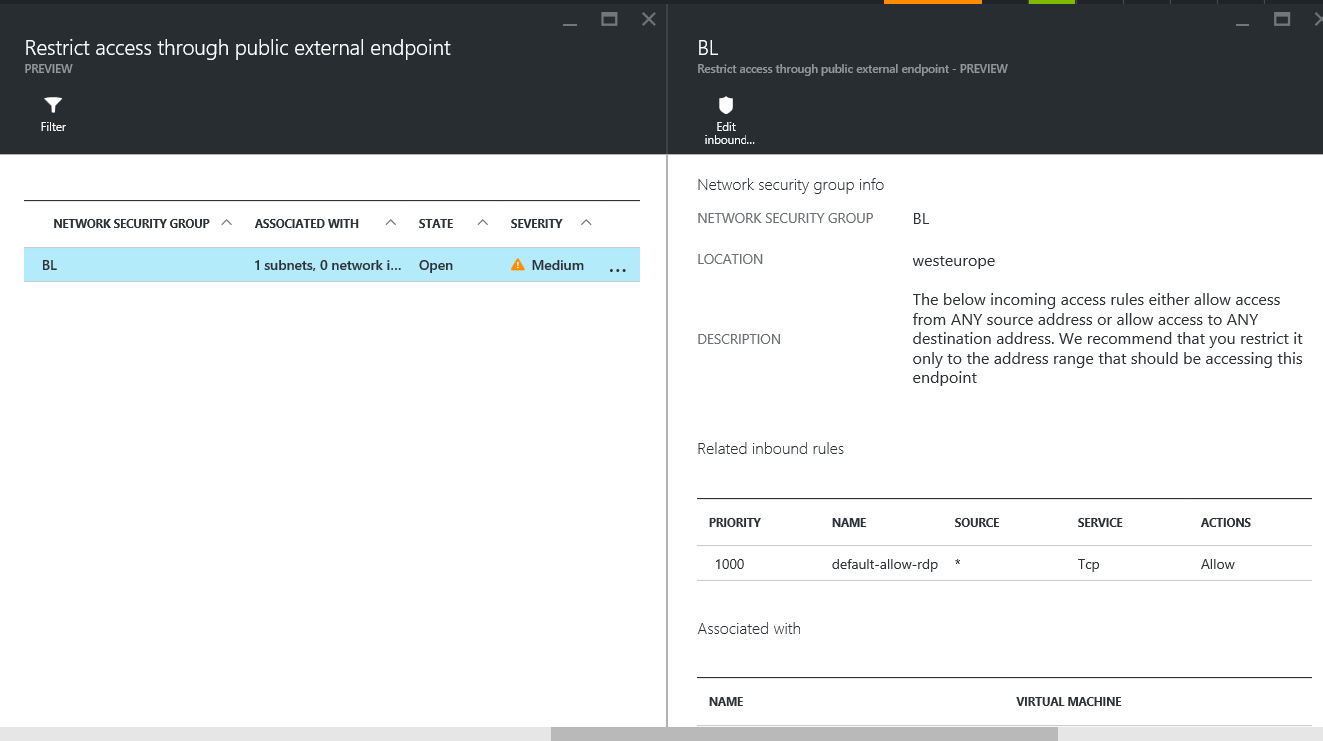 Restrict access through public external endpoint
PREVIEW
Filter
NETWORK SECURITY GROUP ASSOCIATED WITH STATE SEVERITY
BL 1 subnets, 0 network i... Open Medium ...
BL
Restrict access through public external endpoint - PREVIEW
Edit
inbound...
Network security group info
NETWORK SECURITY GROUP BL
LOCATION westeurope
DESCRIPTION
The below incoming access rules either allow access
from ANY source address or allow access to ANY
destination address. We recommend that you restrict it
only to the address range that should be accessing this
endpoint
Related inbound rules
PRIORITY NAME SOURCE SERVICE ACTIONS
1000 default-allow-rdp * Tcp Allow
Associated with
NAME VIRTUAL MACHINE